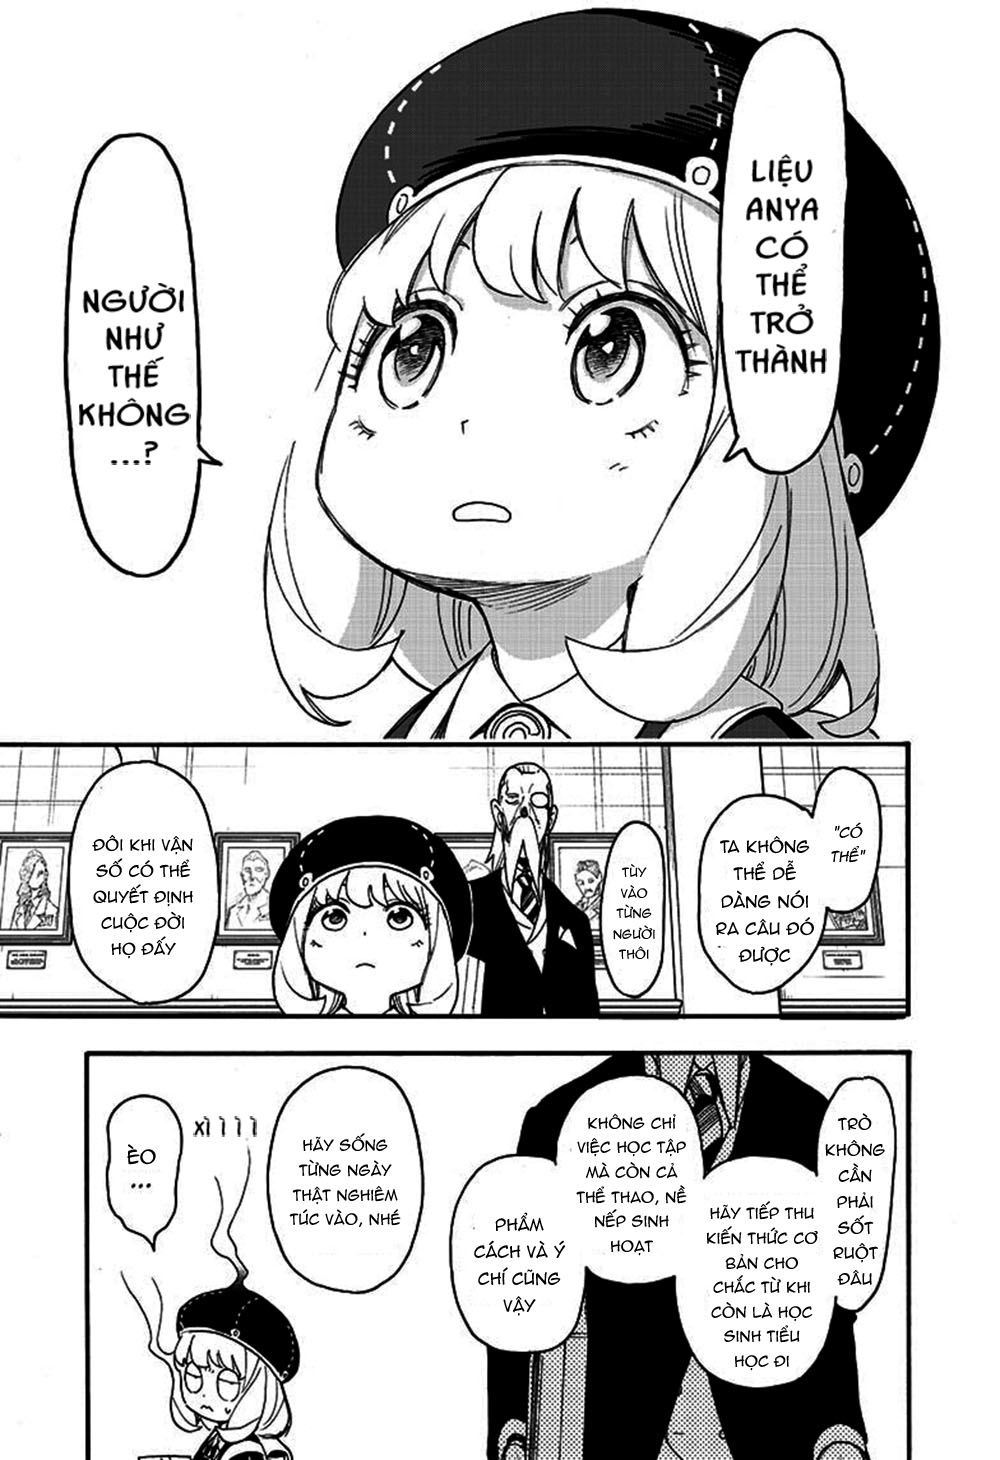 LIỆU
ANYA
CÓ
THỂ
TRỞ
THÀNH
NGƯỜI
NHƯ
THẾ
KHÔNG
....?
"CÓ
THỂ"
TA KHÔNG
THỂ DỄ
DÀNG NÓI
RA CÂU ĐÓ
ĐƯỢC
TÙY
VÀO
TỪNG
NGƯỜI
THÔI
ĐÔI KHI VẬN
SỐ CÓ THỂ
QUYẾT ĐỊNH
CUỘC ĐỜI
HỌ ĐẤY
TRÒ
KHÔNG
CẦN
PHẢI
SỐT
RUỘT
ĐÂU
HÃY TIẾP THU
KIẾN THỨC CƠ
BẢN CHO
CHẮC TỪ KHI
CÒN LÀ HỌC
SINH TIỂU
HỌC ĐI
KHÔNG CHỈ
VIỆC HỌC TẬP
MÀ CÒN CẢ
THỂ THAO, NỀ
NẾP SINH
HOẠT
PHẨM
CÁCH VÀ Ý
CHÍ CŨNG
VẬY
HÃY SỐNG
TỪNG NGÀY
THẬT NGHIÊM
TÚC VÀO, NHÉ
XÌ Ì Ì Ì
ÈO
...